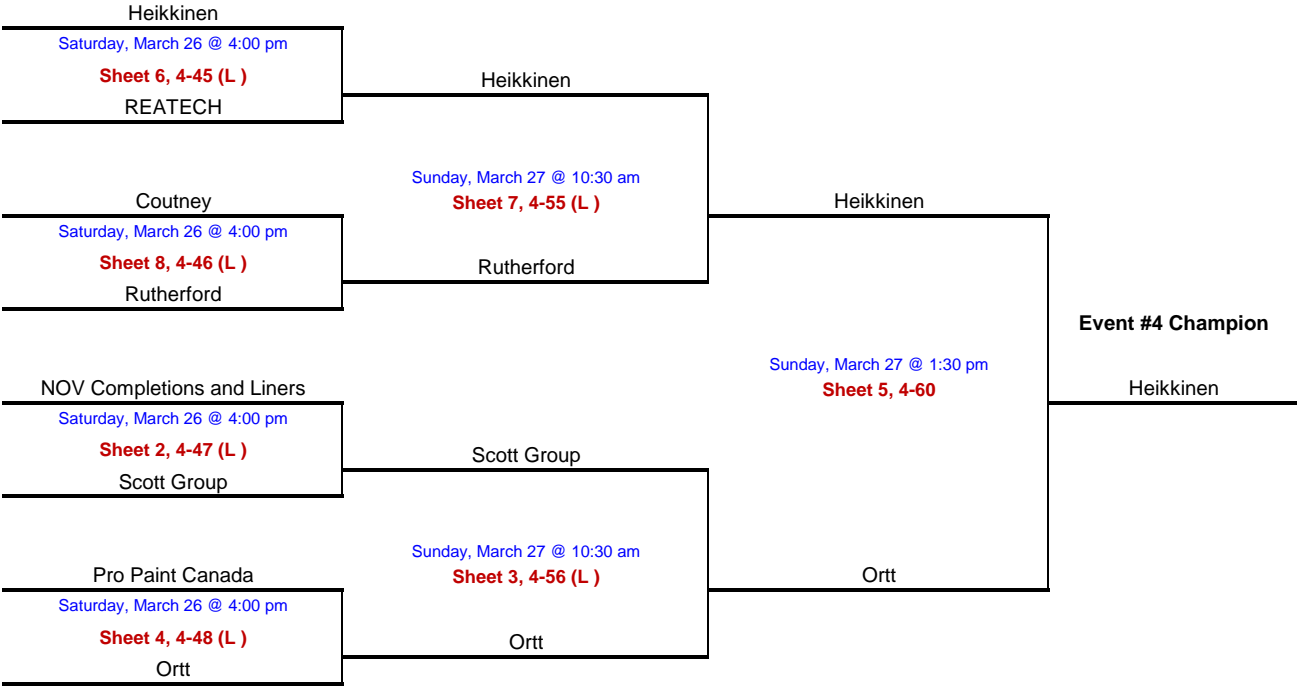 Heikkinen
Saturday, March 26 @ 4:00 pm
Sheet 6, 4-45 (L )
REATECH
Heikkinen
Sunday, March 27 @ 10:30 am
Sheet 7, 4-55 (L )
Coutney
Saturday, March 26 @ 4:00 pm
Sheet 8, 4-46 (L )
Rutherford
Rutherford
Heikkinen
Sunday, March 27 @ 1:30 pm
Sheet 5, 4-60
Event #4 Champion
Heikkinen
NOV Completions and Liners
Saturday, March 26 @ 4:00 pm
Sheet 2, 4-47 (L )
Scott Group
Scott Group
Sunday, March 27 @ 10:30 am
Sheet 3, 4-56 (L )
Ortt
Pro Paint Canada
Saturday, March 26 @ 4:00 pm
Sheet 4, 4-48 (L )
Ortt
Ortt